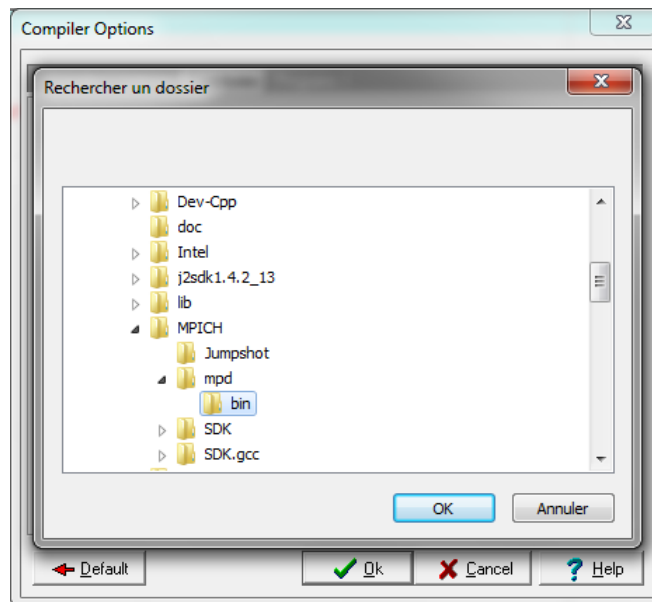 Compiler Options
Rechercher un dossier
Dev-Cpp
doc
Intel
j2sdk1.4.2_13
lib
MPICH
Jumpshot
mpd
bin
SDK
SDK.gcc
OK Annuler
Default Ok Cancel Help